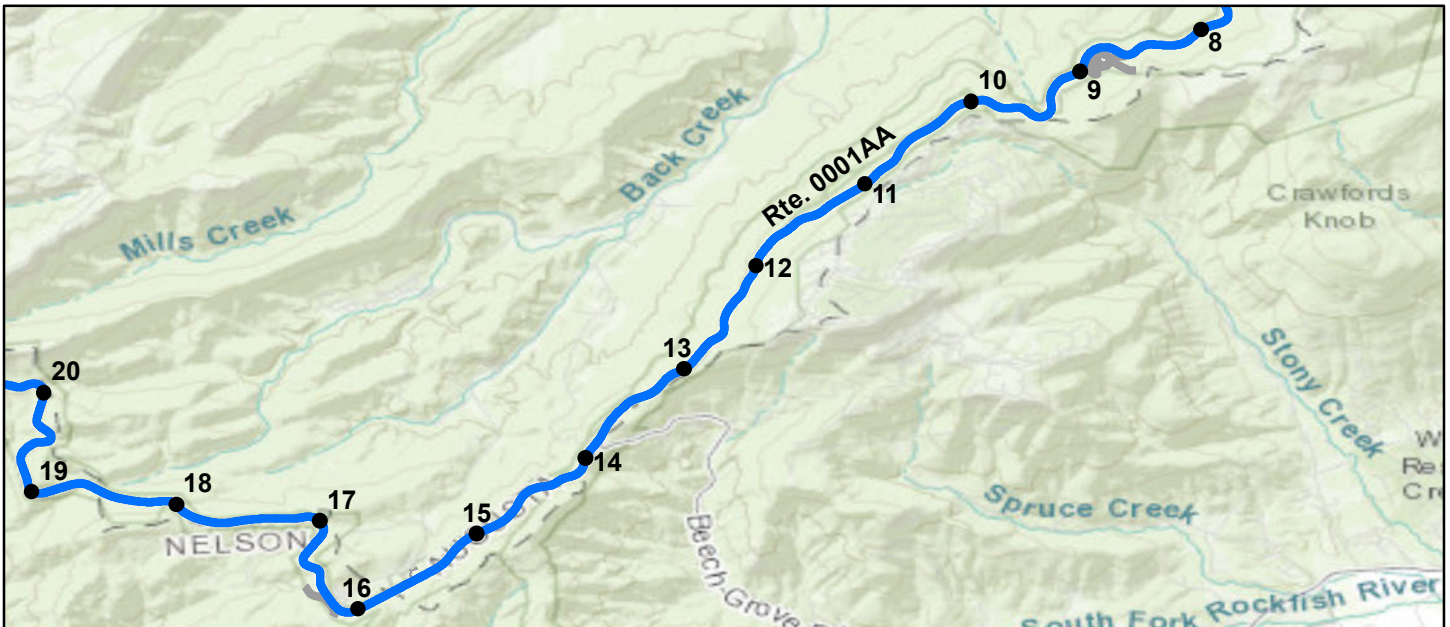 8
9
10
11
Rte. 0001AA
Back Creek
Crawfords
Knob
Mills Creek
12
13
Stony Creek
20
14
19
18
17
15
Spruce Creek
NELSON
16
Beech-Grove
South Fork Rockfish River